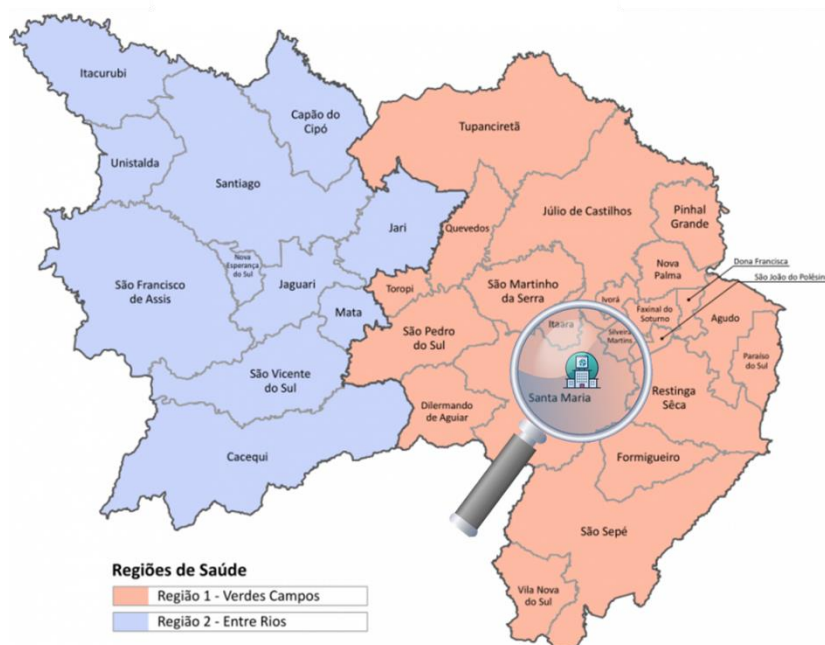 Itacurubi
Capão do
Cipó
Tupanciretã
Unistalda
Santiago
Júlio de Castilhos
Pinhal
Grande
Jari
Quevedos
Nova
Esperança
do Sul
São Francisco
de Assis
Jaguari
Nova
Palma
Dona Francisca
São João do Polêsine
Toropi
São Martinho
da Serra
Ivorá
Faxinal do
Soturno
Mata
São Pedro
do Sul
Itaara
Silveira
Martins
Agudo
Paraíso
do Sul
São Vicente
do Sul
Santa Maria
Restinga
Sêca
Dilermando
de Aguiar
Cacequi
Formigueiro
São Sepé
Regiões de Saúde
Região 1 - Verdes Campos
Região 2 - Entre Rios
Vila Nova
do Sul